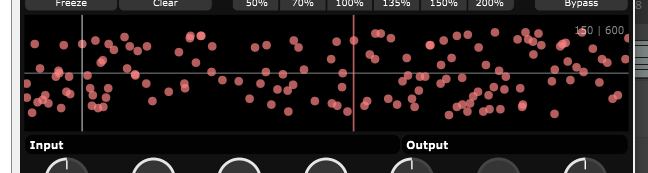 Freeze Clear 50% 70% 100% 135% 150% 200% Bypass
150 | 600
Input Output